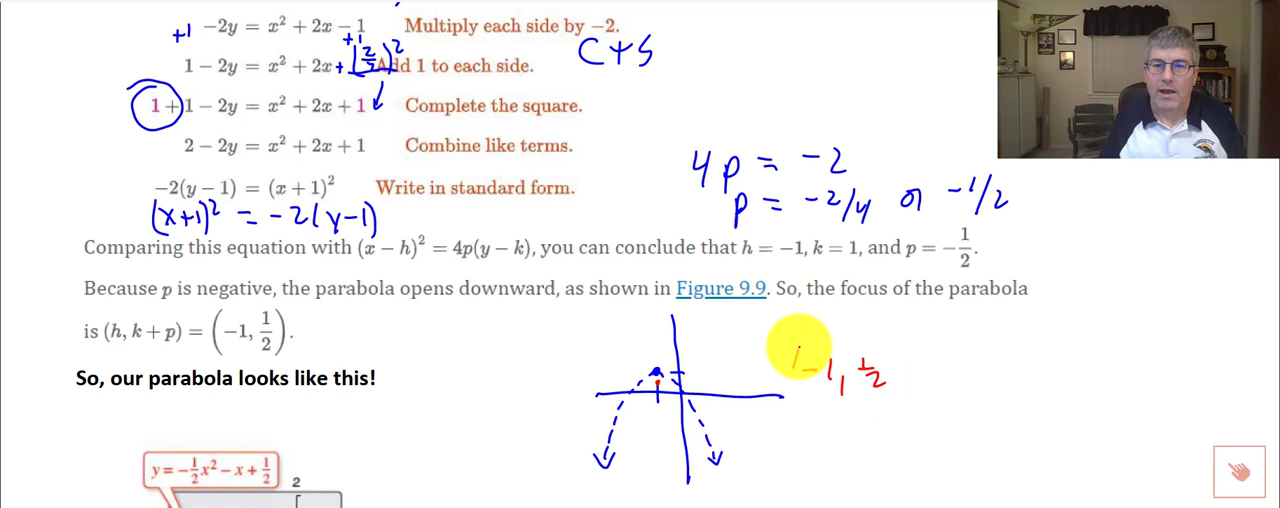 +1 -2y = x² + 2x - 1 Multiply each side by -2.
+1
1 - 2y = x² + 2x + (2/2)² Add 1 to each side.
CTS
1 + 1 - 2y = x² + 2x + 1 Complete the square.
2 - 2y = x² + 2x + 1 Combine like terms.
4p = -2
-2(y - 1) = (x + 1)² Write in standard form.
p = -2/4 or -1/2
(x+1)² = -2(y-1)
Comparing this equation with (x - h)² = 4p(y - k), you can conclude that h = -1, k = 1, and p = -1/2.
Because p is negative, the parabola opens downward, as shown in Figure 9.9. So, the focus of the parabola
is (h, k + p) = (-1, 1/2).
-1, 1/2
So, our parabola looks like this!
y = -1/2x² - x + 1/2
2